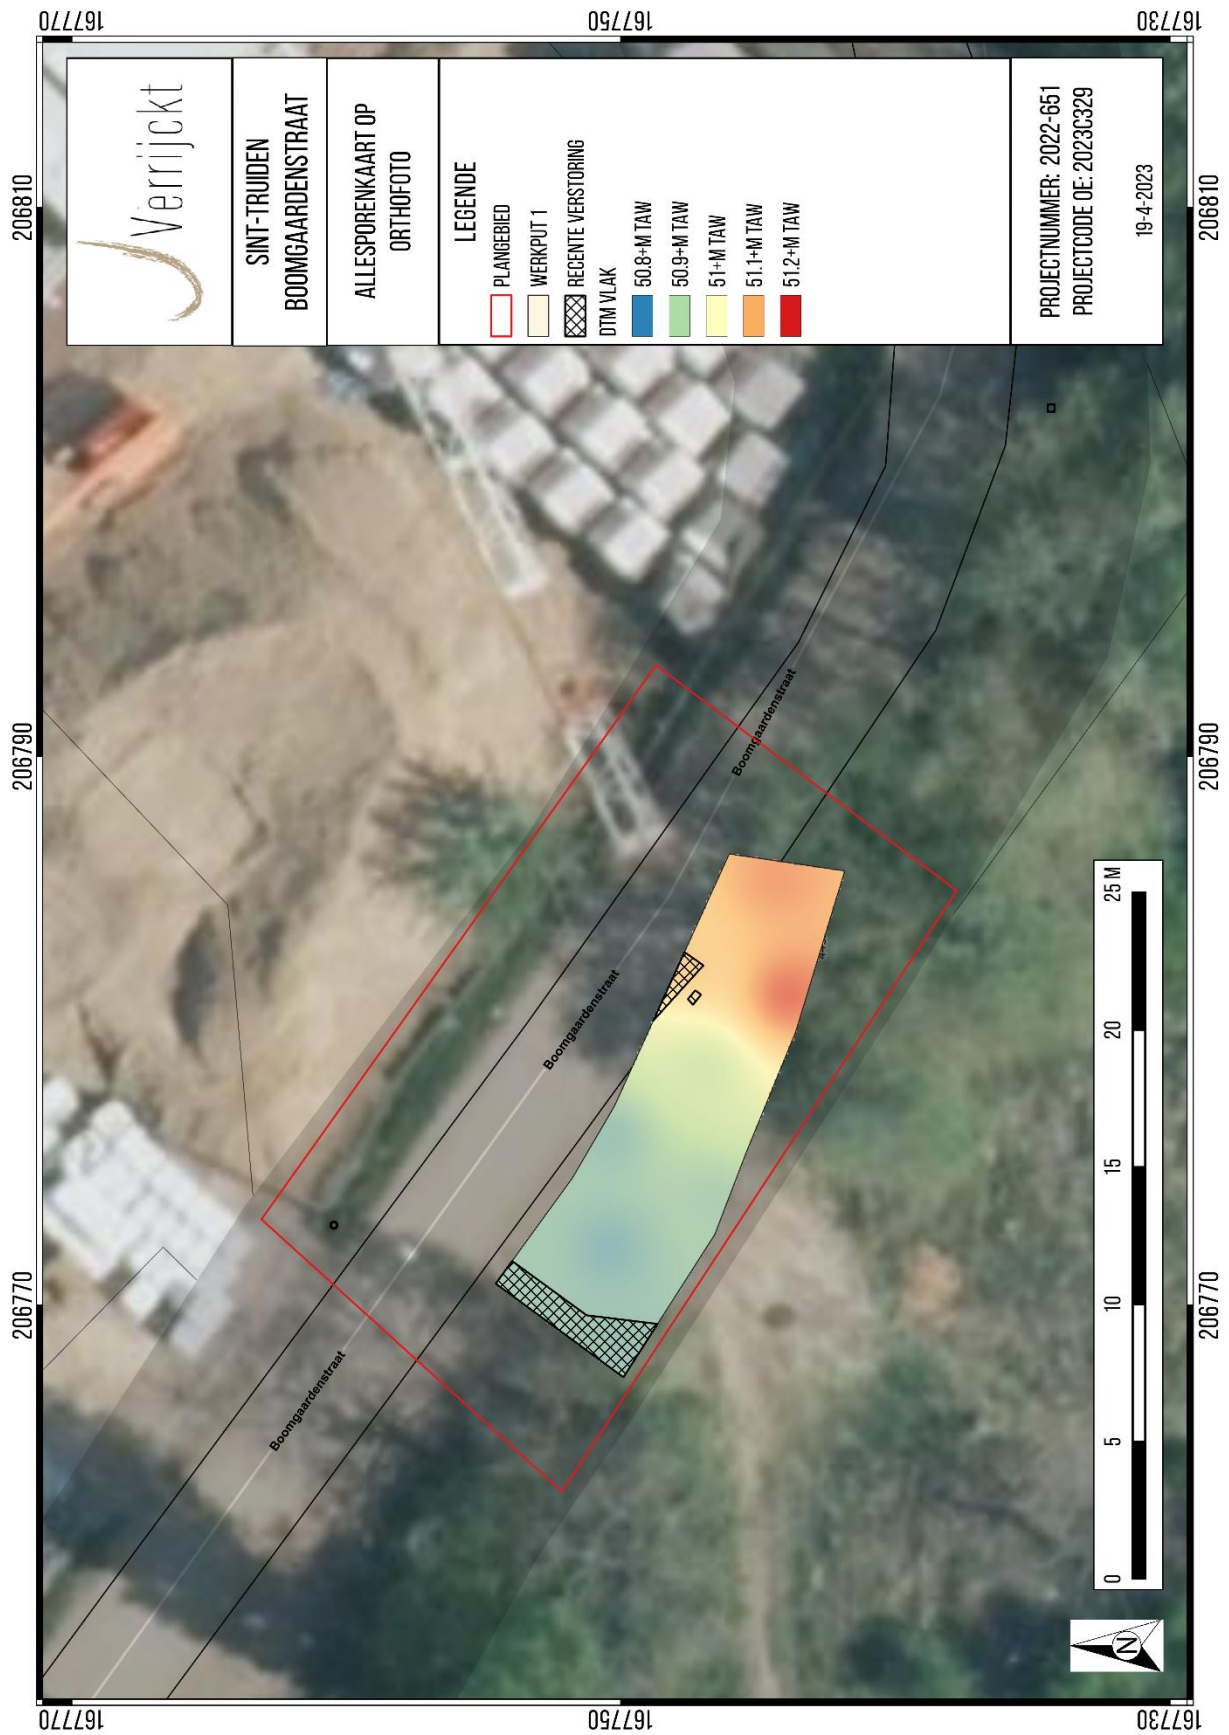 Verrijckt
SINT-TRUIDEN
BOOMGAARDENSTRAAT
ALLESPORENKAART OP
ORTHOFOTO
LEGENDE
PLANGEBIED
WERKPUT 1
RECENTE VERSTORING
DTM VLAK
50.8+M TAW
50.9+M TAW
51+M TAW
51.1+M TAW
51.2+M TAW
PROJECTNUMMER: 2022-651
PROJECTCODE OE: 2023C329
19-4-2023
206770
206790
206810
167770
167770
167750
167750
167730
167730
206770
206790
206810
Boomgaardenstraat
Boomgaardenstraat
Boomgaardenstraat
N
0 5 10 15 20 25 M